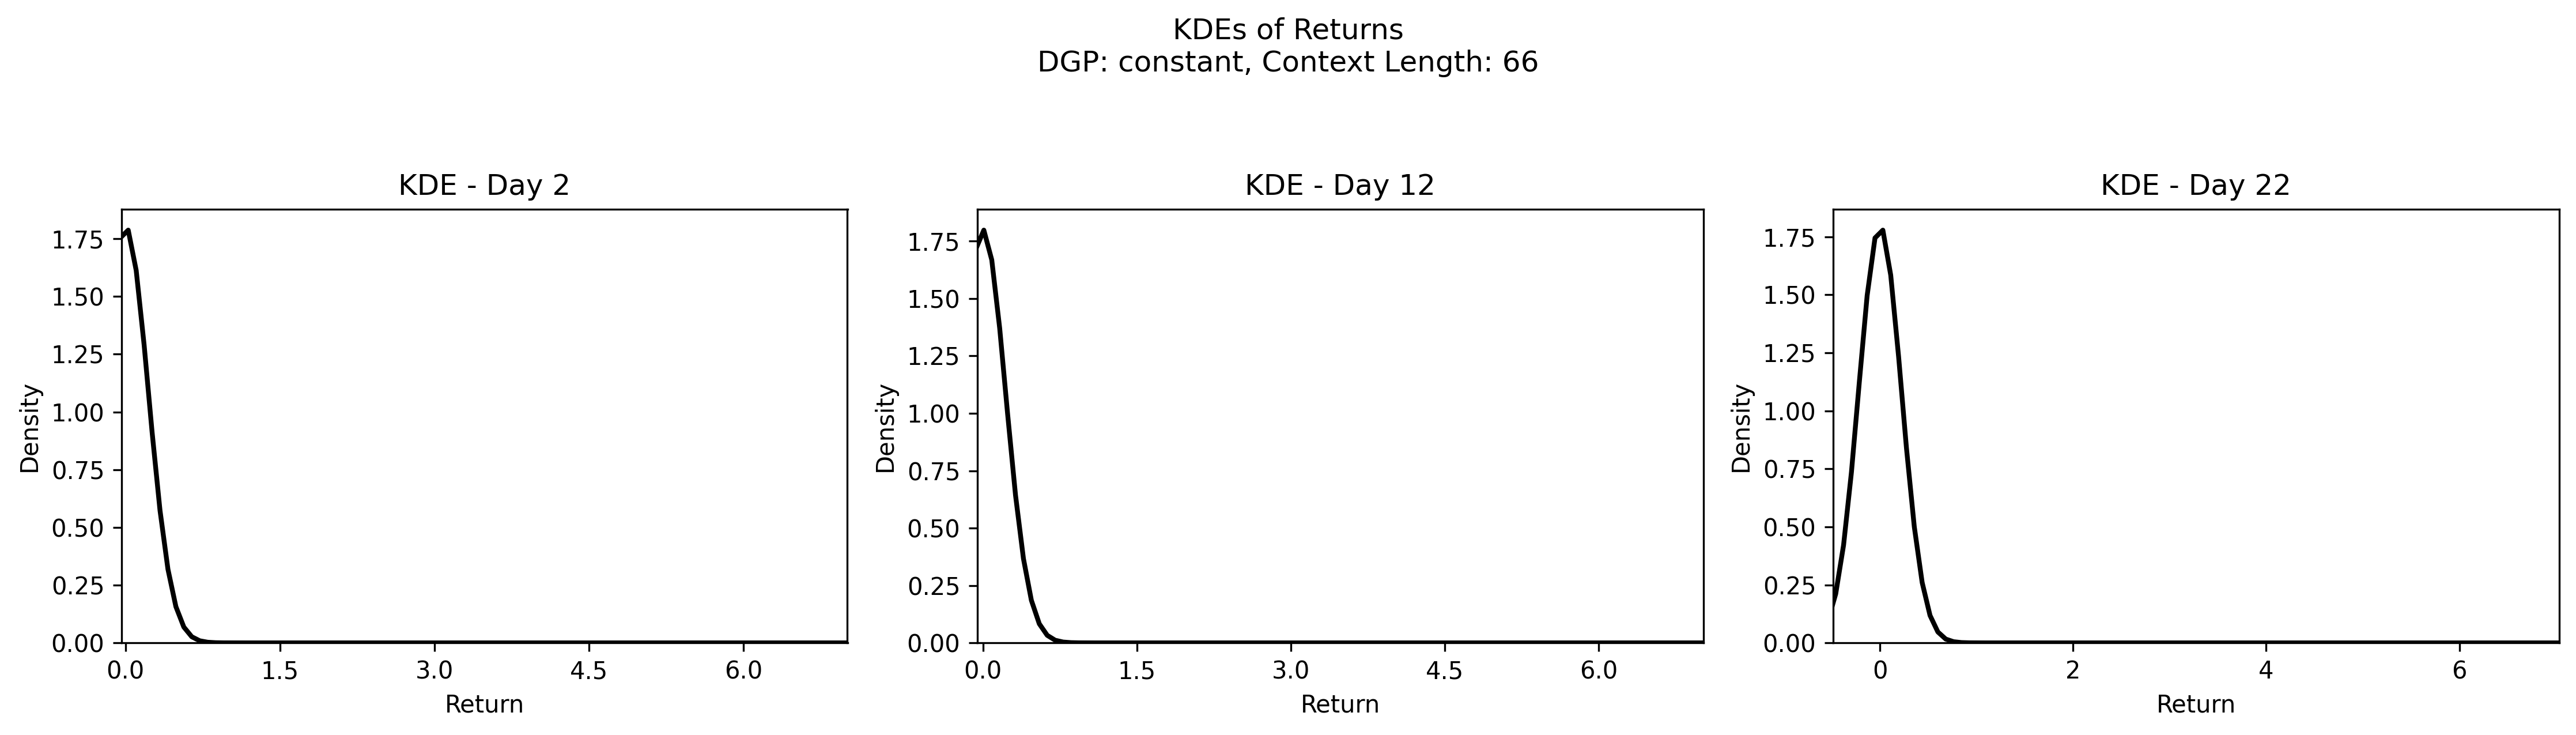 KDEs of Returns
DGP: constant, Context Length: 66
KDE - Day 2
Density
1.75
1.50
1.25
1.00
0.75
0.50
0.25
0.00
0.0 1.5 3.0 4.5 6.0
Return
KDE - Day 12
Density
1.75
1.50
1.25
1.00
0.75
0.50
0.25
0.00
0.0 1.5 3.0 4.5 6.0
Return
KDE - Day 22
Density
1.75
1.50
1.25
1.00
0.75
0.50
0.25
0.00
0 2 4 6
Return